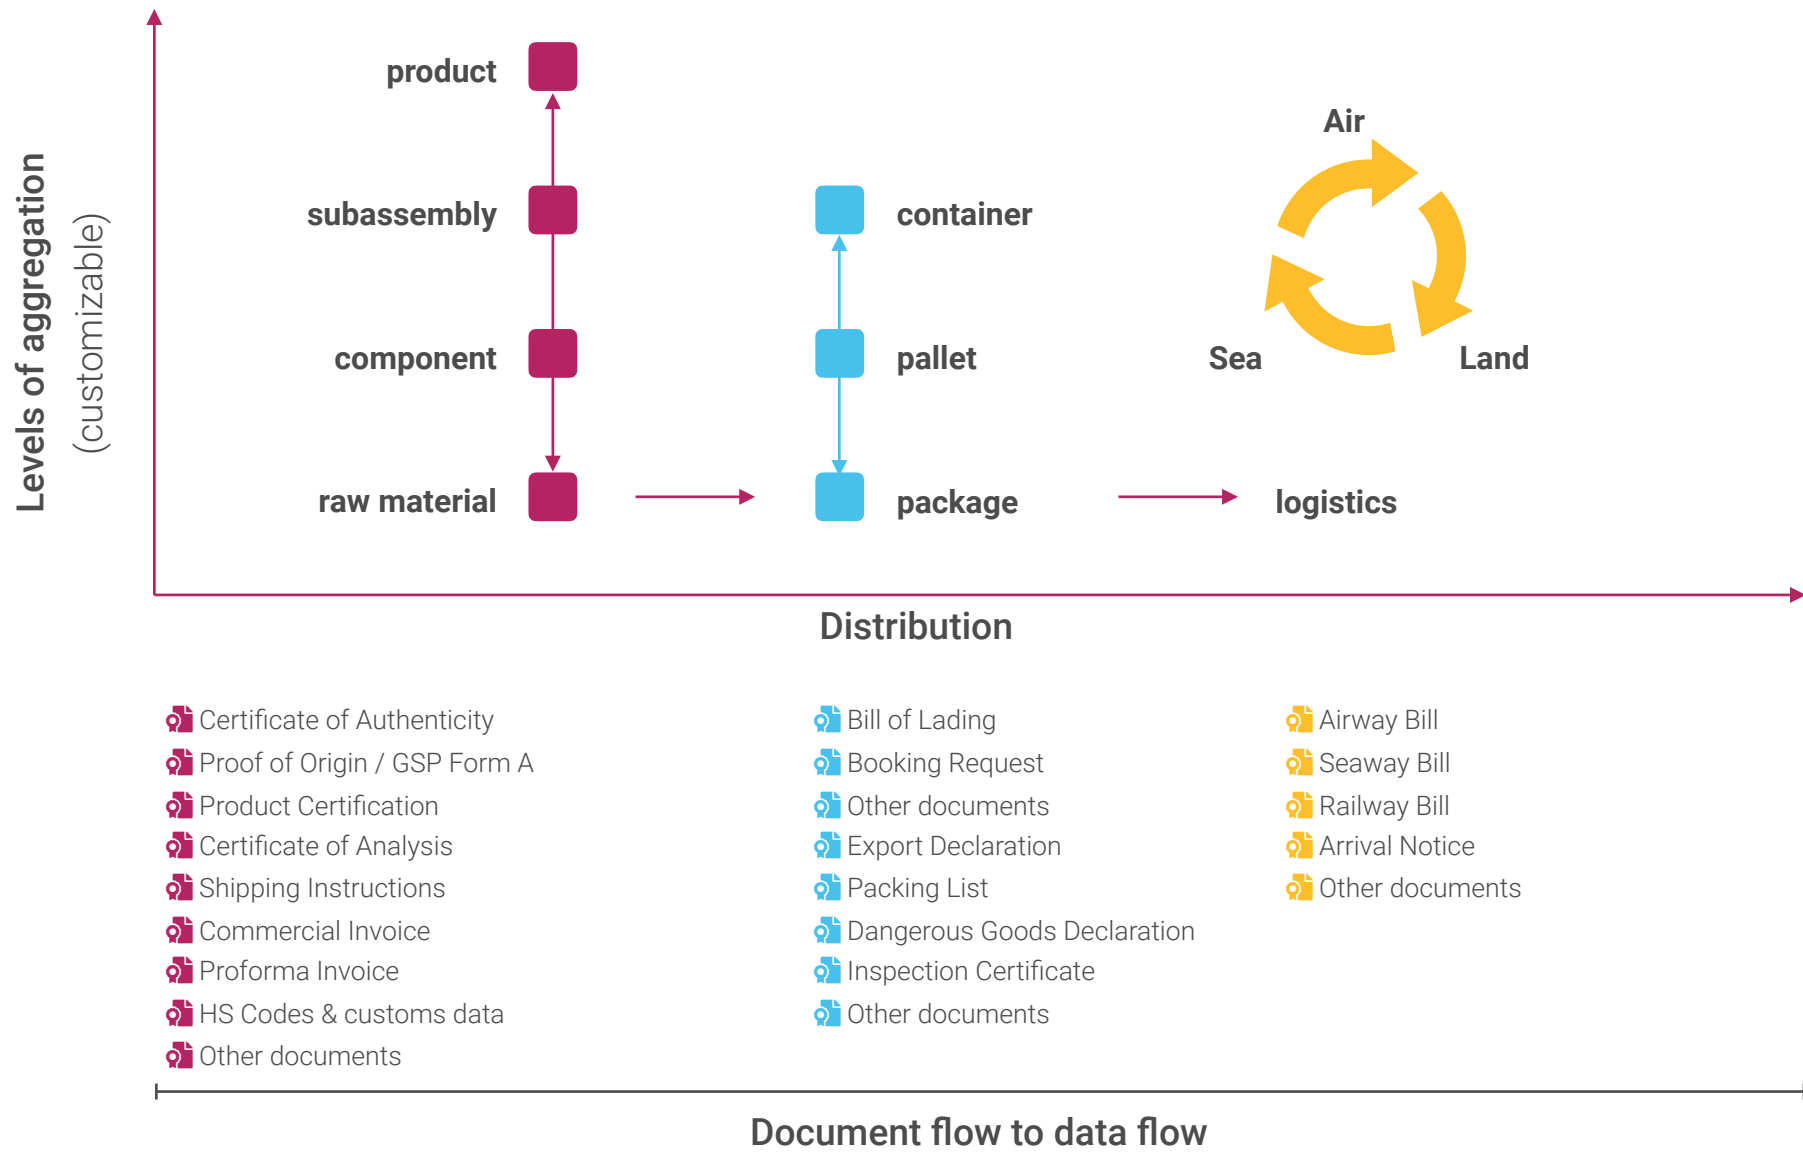 Levels of aggregation
(customizable)
product
subassembly
component
raw material
container
pallet
package
Air
Sea
Land
logistics
Distribution
Certificate of Authenticity
Proof of Origin / GSP Form A
Product Certification
Certificate of Analysis
Shipping Instructions
Commercial Invoice
Proforma Invoice
HS Codes & customs data
Other documents
Bill of Lading
Booking Request
Other documents
Export Declaration
Packing List
Dangerous Goods Declaration
Inspection Certificate
Other documents
Airway Bill
Seaway Bill
Railway Bill
Arrival Notice
Other documents
Document flow to data flow